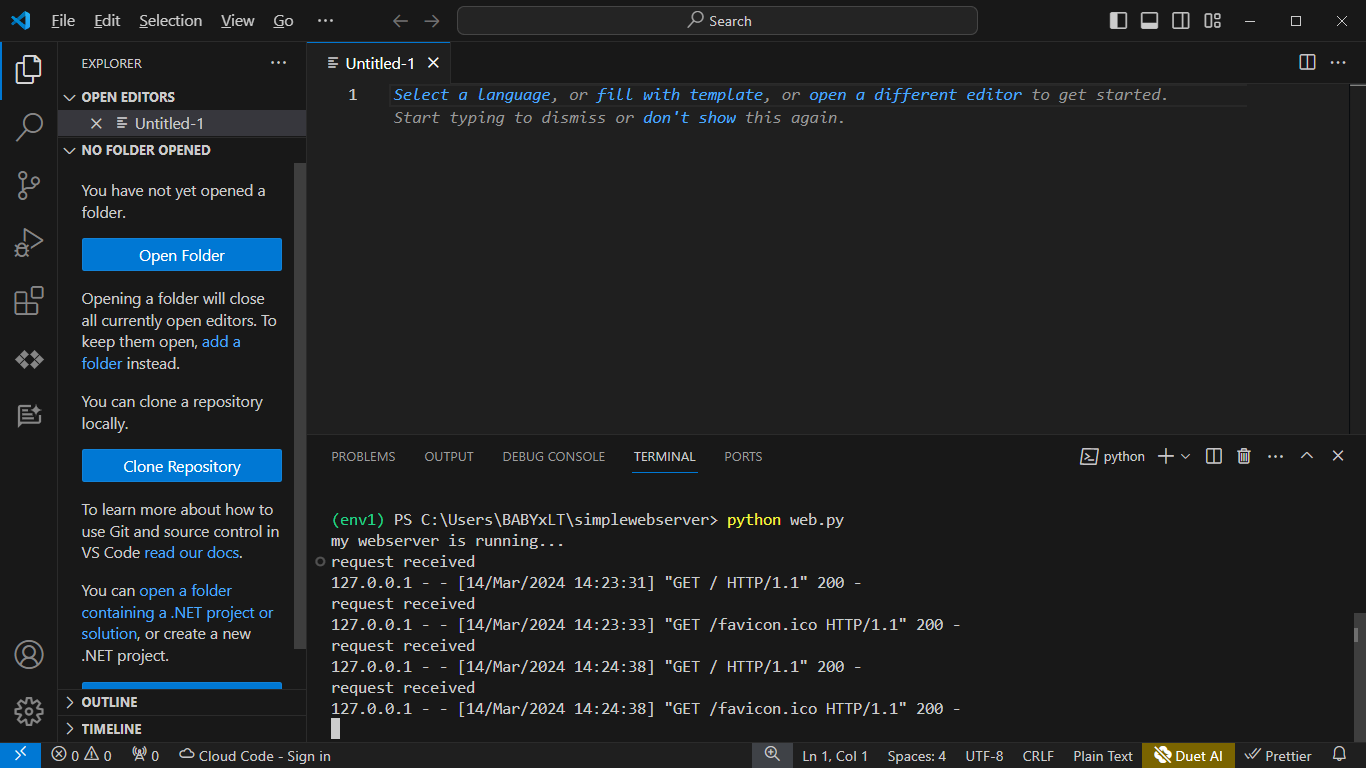 File Edit Selection View Go ··· Search
EXPLORER ···
OPEN EDITORS
Untitled-1
NO FOLDER OPENED
You have not yet opened a
folder.
Open Folder
Opening a folder will close
all currently open editors. To
keep them open, add a
folder instead.
You can clone a repository
locally.
Clone Repository
To learn more about how to
use Git and source control in
VS Code read our docs.
You can open a folder
containing a .NET project or
solution, or create a new
.NET project.
OUTLINE
TIMELINE
Untitled-1
1 Select a language, or fill with template, or open a different editor to get started.
Start typing to dismiss or don't show this again.
PROBLEMS OUTPUT DEBUG CONSOLE TERMINAL PORTS python
(env1) PS C:\Users\BABYxLT\simplewebserver> python web.py
my webserver is running...
request received
127.0.0.1 - - [14/Mar/2024 14:23:31] "GET / HTTP/1.1" 200 -
request received
127.0.0.1 - - [14/Mar/2024 14:23:33] "GET /favicon.ico HTTP/1.1" 200 -
request received
127.0.0.1 - - [14/Mar/2024 14:24:38] "GET / HTTP/1.1" 200 -
request received
127.0.0.1 - - [14/Mar/2024 14:24:38] "GET /favicon.ico HTTP/1.1" 200 -
0 0 0 Cloud Code - Sign in Ln 1, Col 1 Spaces: 4 UTF-8 CRLF Plain Text Duet AI Prettier